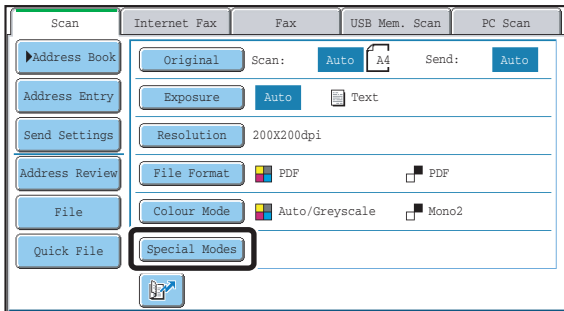 Scan Internet Fax Fax USB Mem. Scan PC Scan
Address Book Original Scan: Auto A4 Send: Auto
Address Entry Exposure Auto Text
Send Settings Resolution 200X200dpi
Address Review File Format PDF PDF
File Colour Mode Auto/Greyscale Mono2
Quick File Special Modes